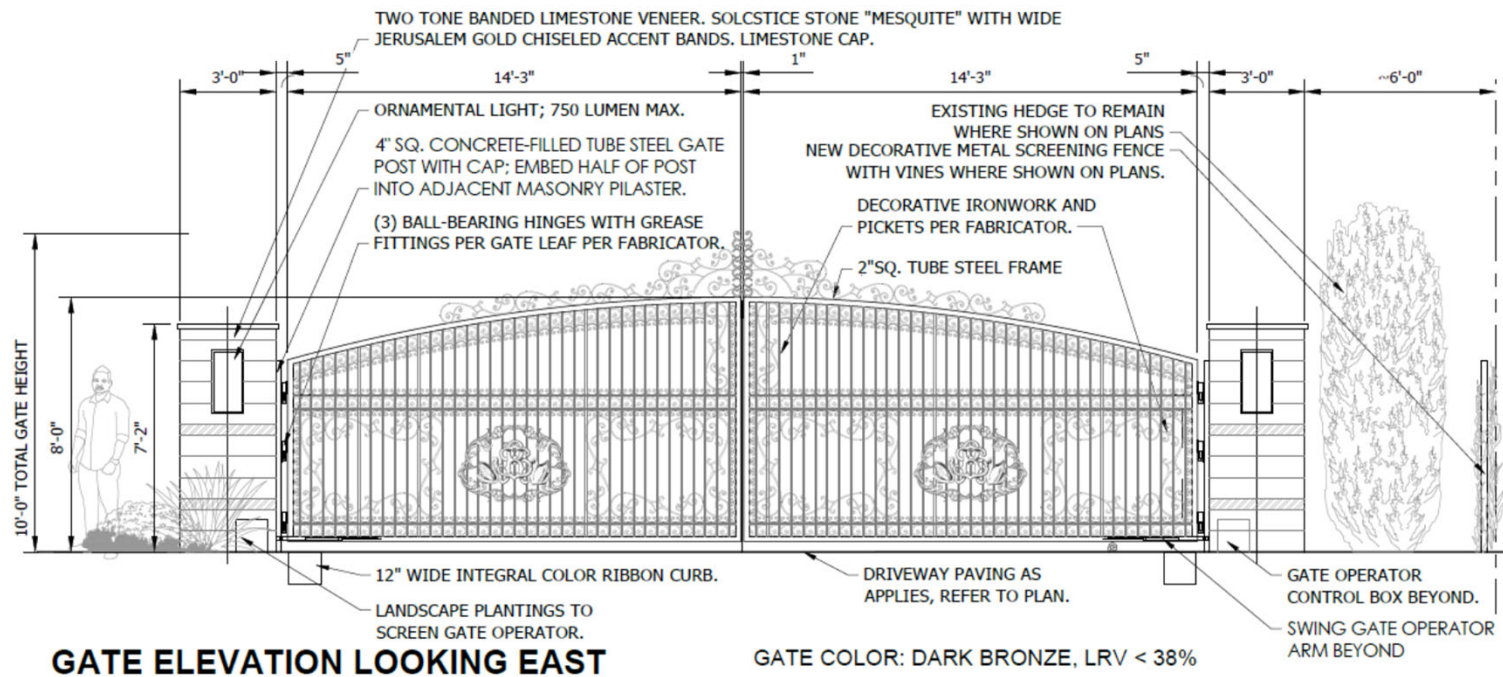 TWO TONE BANDED LIMESTONE VENEER. SOLCSTICE STONE "MESQUITE" WITH WIDE
JERUSALEM GOLD CHISELED ACCENT BANDS. LIMESTONE CAP.
3'-0"
5"
14'-3"
1"
14'-3"
5"
3'-0"
~6'-0"
ORNAMENTAL LIGHT; 750 LUMEN MAX.
4" SQ. CONCRETE-FILLED TUBE STEEL GATE
POST WITH CAP; EMBED HALF OF POST
INTO ADJACENT MASONRY PILASTER.
(3) BALL-BEARING HINGES WITH GREASE
FITTINGS PER GATE LEAF PER FABRICATOR.
EXISTING HEDGE TO REMAIN
WHERE SHOWN ON PLANS
NEW DECORATIVE METAL SCREENING FENCE
WITH VINES WHERE SHOWN ON PLANS.
DECORATIVE IRONWORK AND
PICKETS PER FABRICATOR.
2"SQ. TUBE STEEL FRAME
10'-0" TOTAL GATE HEIGHT
8'-0"
7'-2"
12" WIDE INTEGRAL COLOR RIBBON CURB.
LANDSCAPE PLANTINGS TO
SCREEN GATE OPERATOR.
DRIVEWAY PAVING AS
APPLIES, REFER TO PLAN.
GATE OPERATOR
CONTROL BOX BEYOND.
SWING GATE OPERATOR
ARM BEYOND
GATE ELEVATION LOOKING EAST
GATE COLOR: DARK BRONZE, LRV < 38%